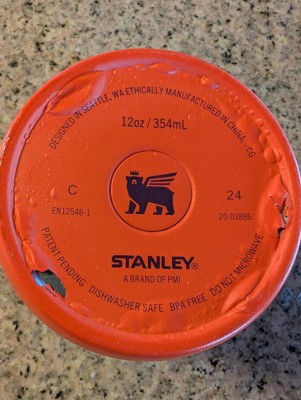 DESIGNED IN SEATTLE, WA ETHICALLY MANUFACTURED IN CHINA - CG
12oz / 354mL
C
24
EN12546-1
20-03886
STANLEY®
A BRAND OF PMI
PATENT PENDING DISHWASHER SAFE BPA FREE DO NOT MICROWAVE